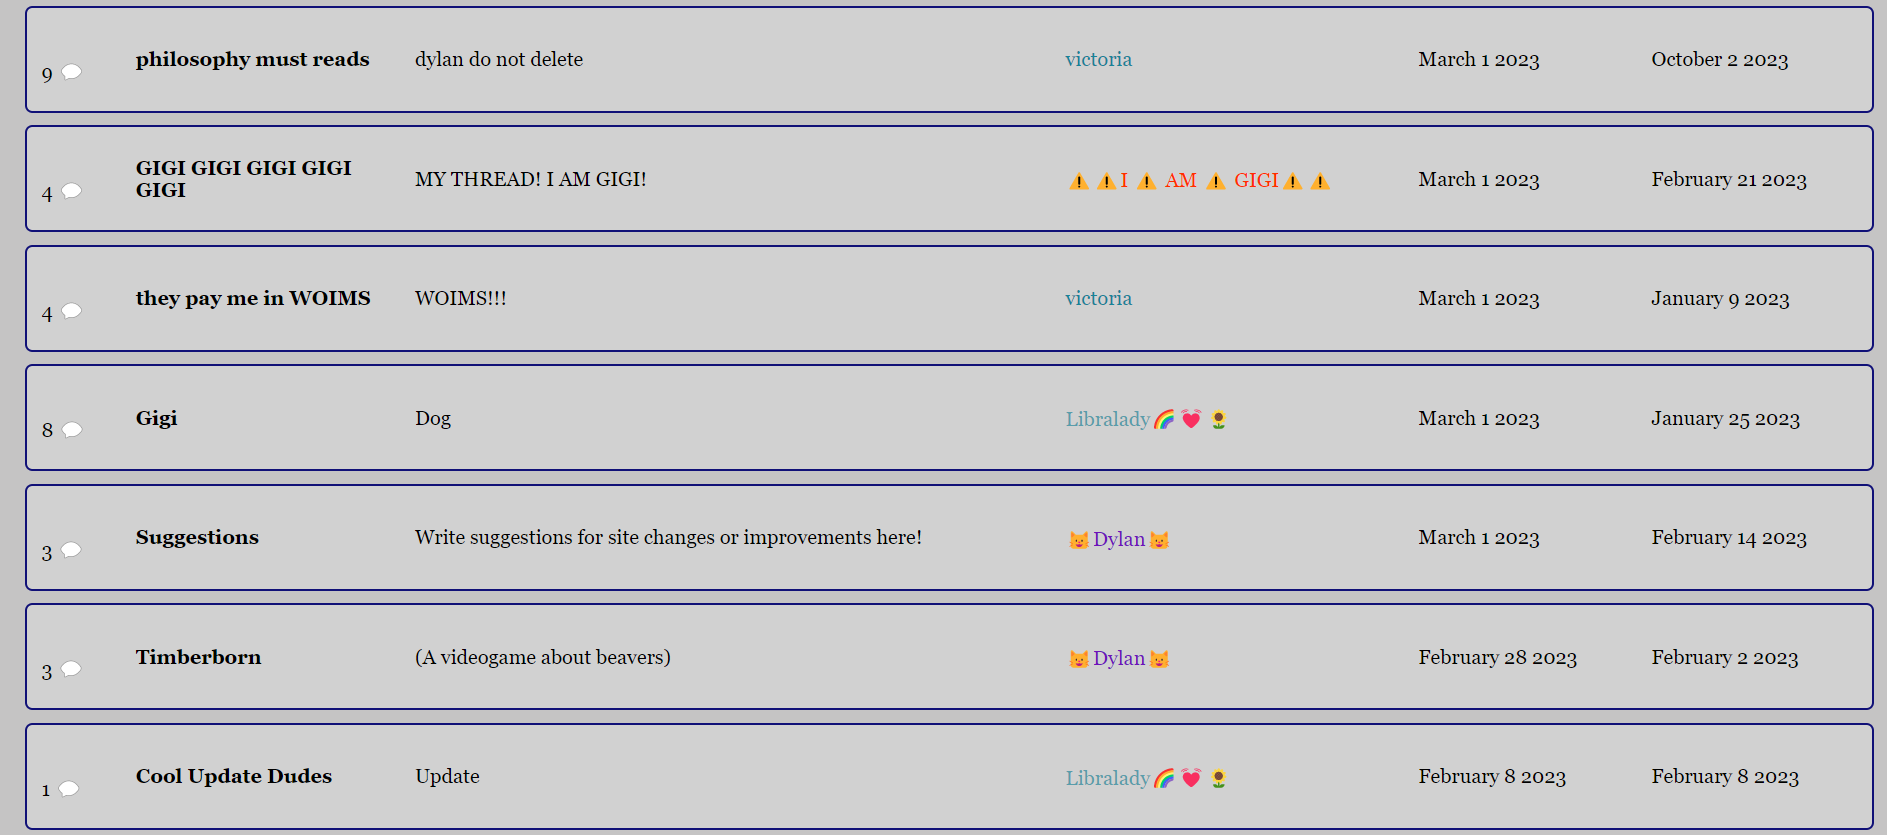 9 philosophy must reads dylan do not delete victoria March 1 2023 October 2 2023
GIGI GIGI GIGI GIGI
4 GIGI MY THREAD! I AM GIGI! ⚠️ ⚠️ I ⚠️ AM ⚠️ GIGI ⚠️ ⚠️ March 1 2023 February 21 2023
4 they pay me in WOIMS WOIMS!!! victoria March 1 2023 January 9 2023
8 Gigi Dog Libralady🌈 💓 🌻 March 1 2023 January 25 2023
3 Suggestions Write suggestions for site changes or improvements here! 😺 Dylan 😺 March 1 2023 February 14 2023
3 Timberborn (A videogame about beavers) 😺 Dylan 😺 February 28 2023 February 2 2023
1 Cool Update Dudes Update Libralady🌈 💓 🌻 February 8 2023 February 8 2023